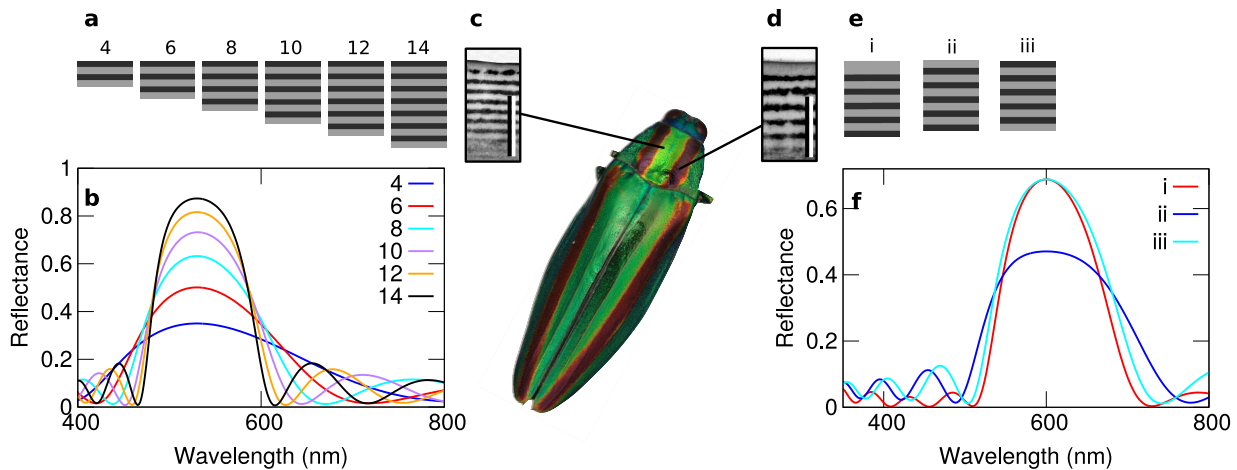 a
4 6 8 10 12 14
b
1
0.8
0.6
0.4
0.2
0
400 600 800
Reflectance
Wavelength (nm)
4
6
8
10
12
14
c
d
e
i ii iii
f
0.6
0.4
0.2
0
400 600 800
Reflectance
Wavelength (nm)
i
ii
iii